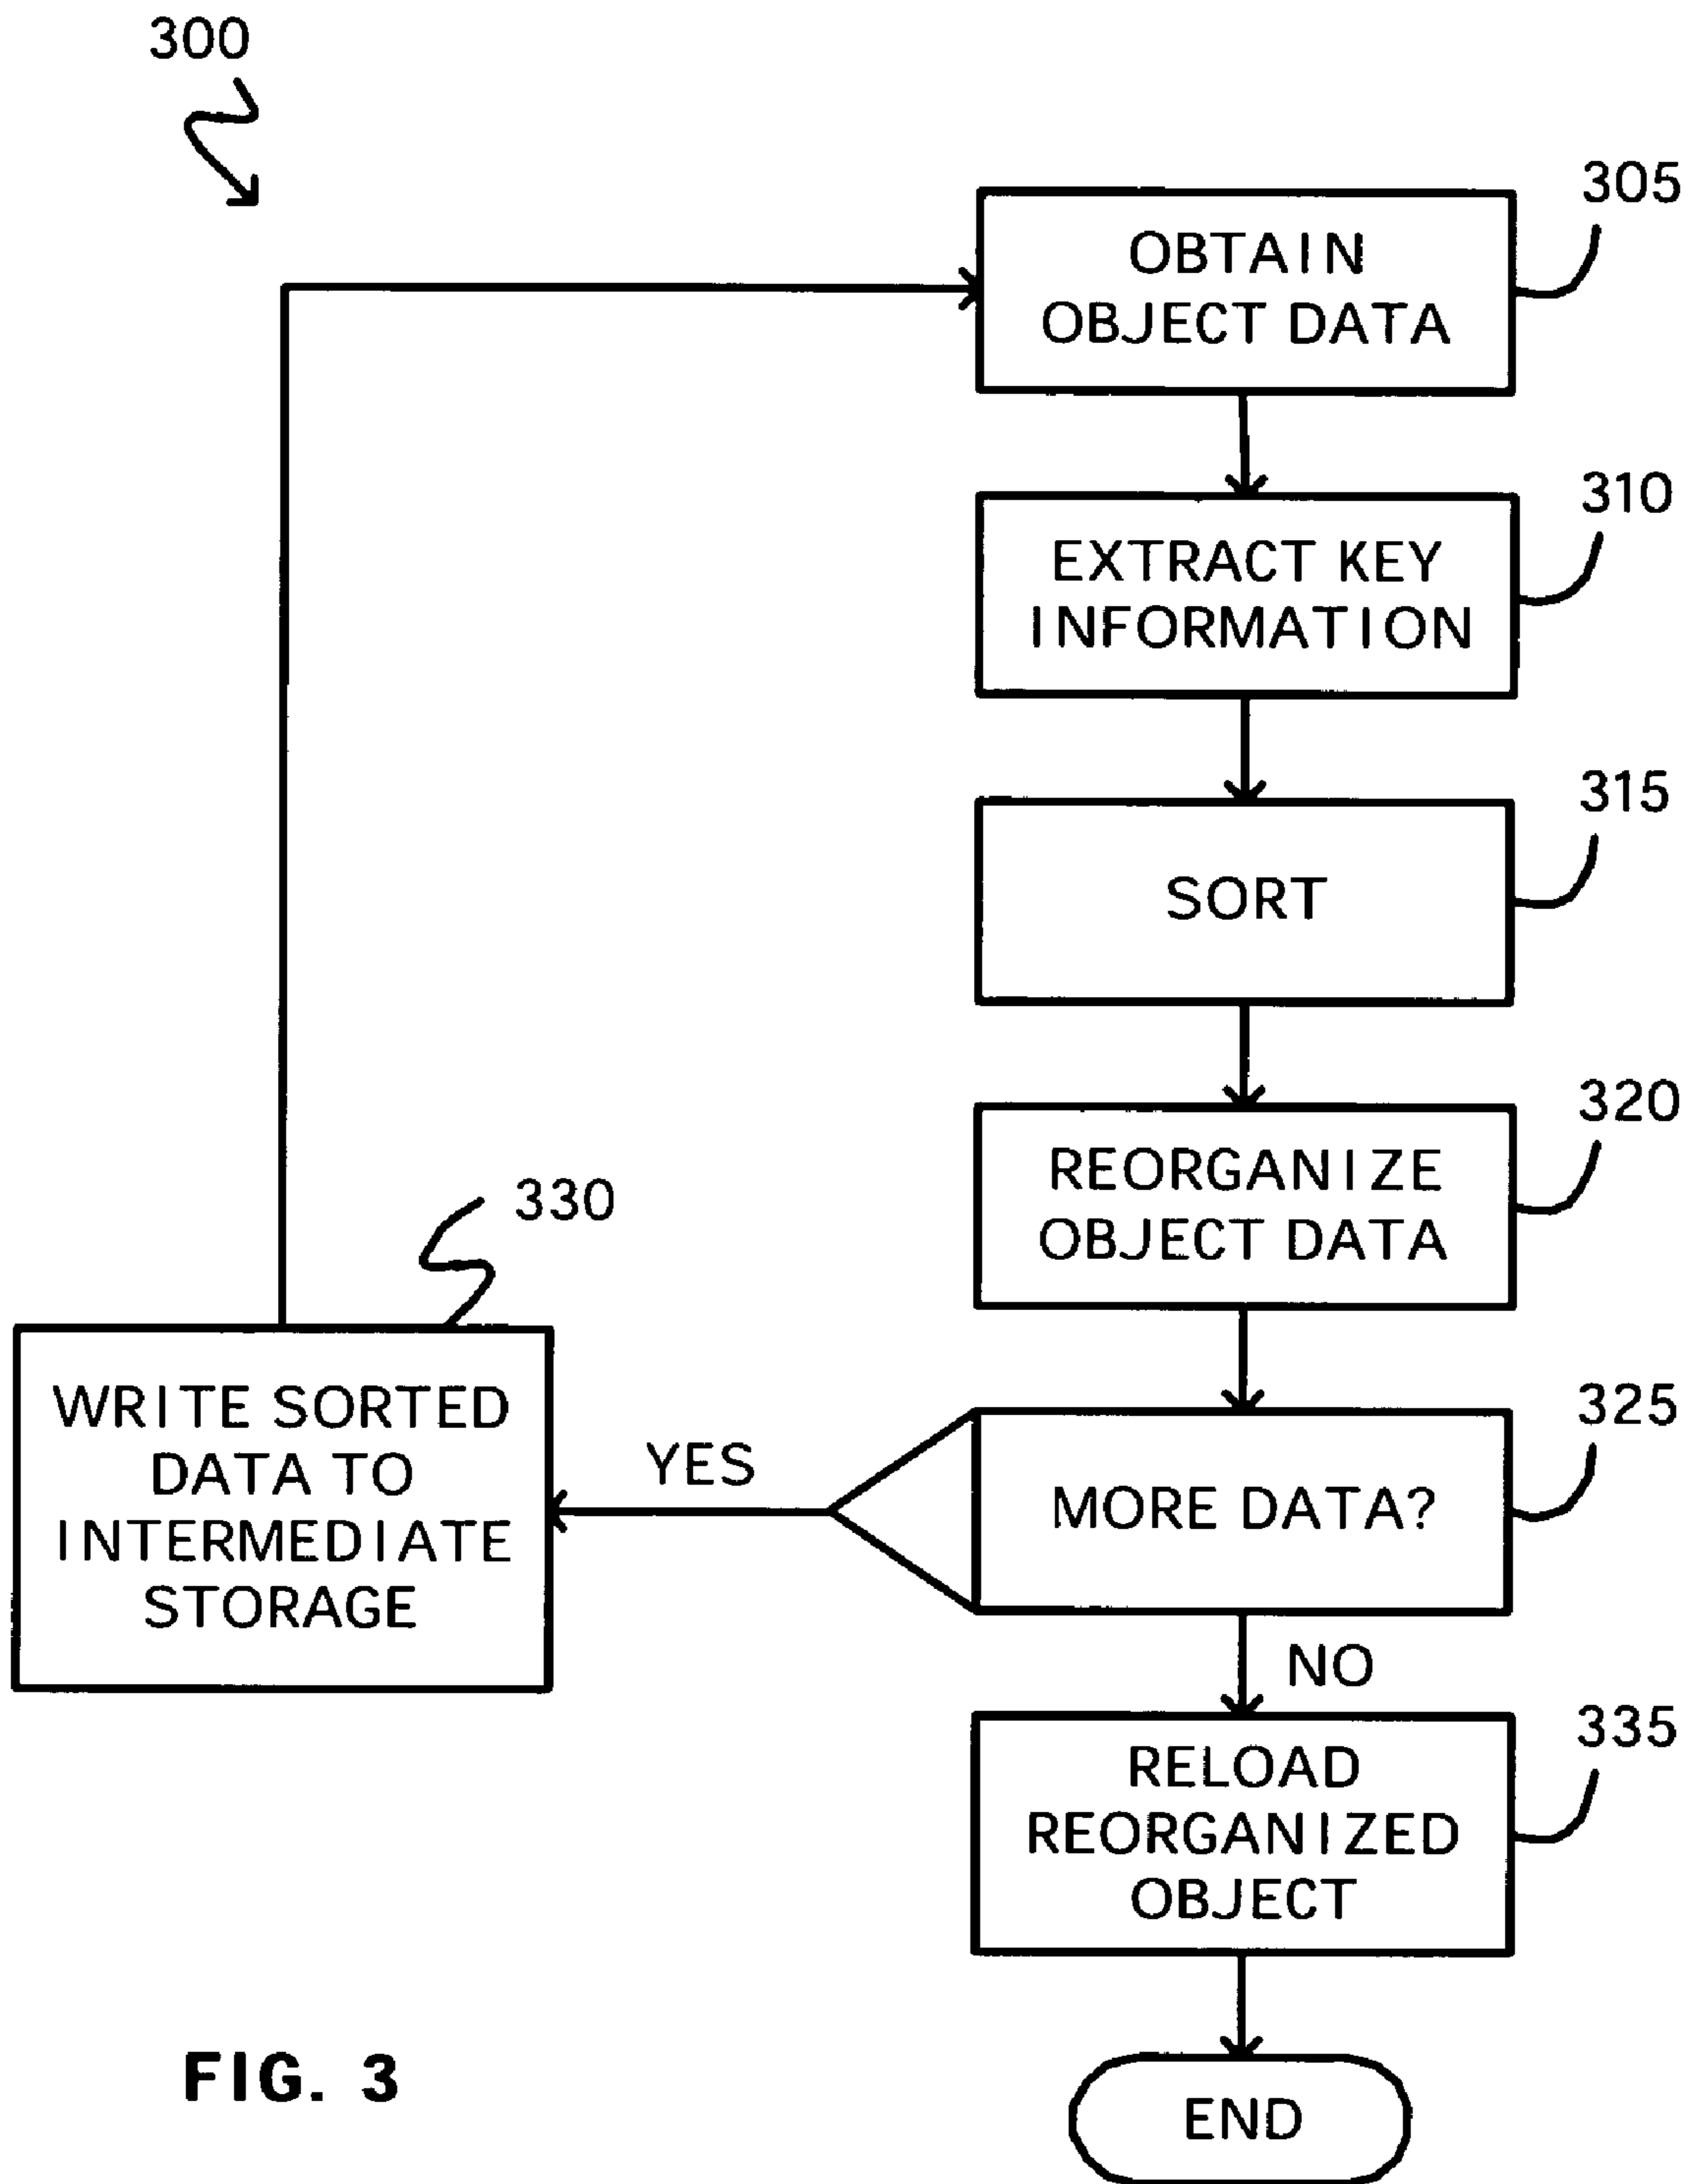 300
305
OBTAIN
OBJECT DATA
310
EXTRACT KEY
INFORMATION
315
SORT
320
REORGANIZE
OBJECT DATA
330
WRITE SORTED
DATA TO
INTERMEDIATE
STORAGE
YES
325
MORE DATA?
NO
335
RELOAD
REORGANIZED
OBJECT
END
FIG. 3